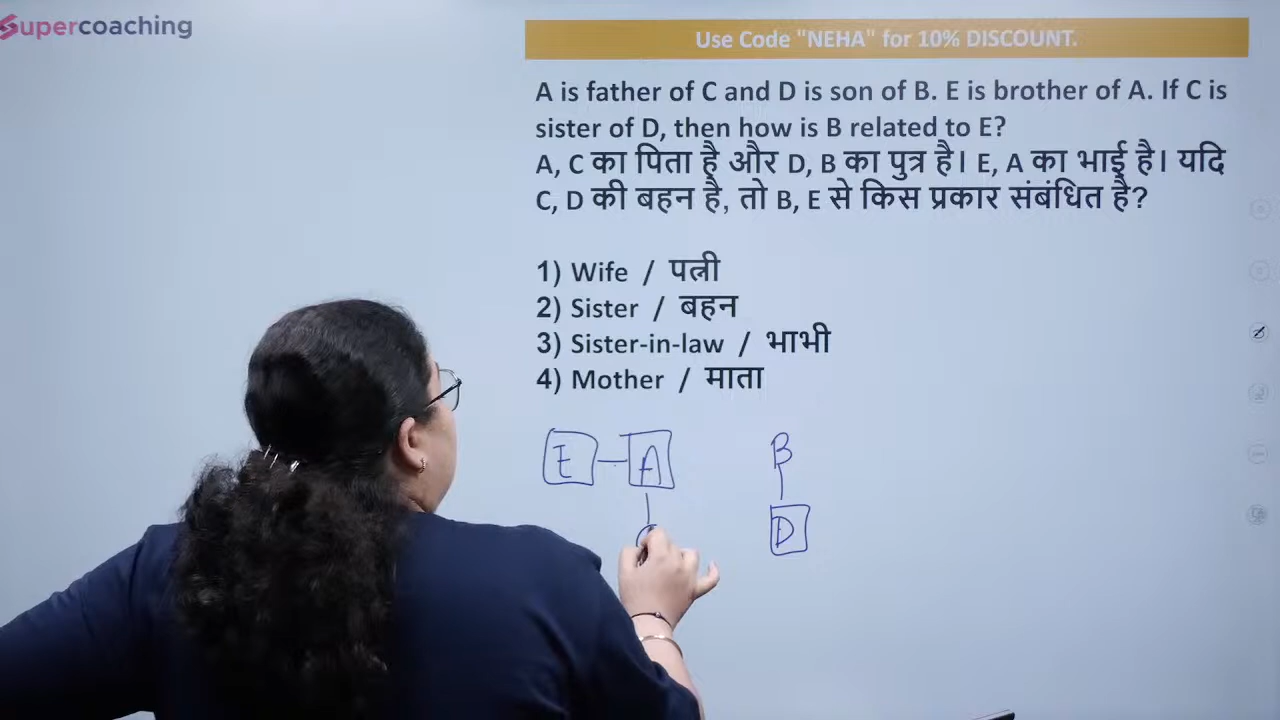 Supercoaching
Use Code "NEHA" for 10% DISCOUNT.
A is father of C and D is son of B. E is brother of A. If C is
sister of D, then how is B related to E?
A, C का पिता है और D, B का पुत्र है। E, A का भाई है। यदि
C, D की बहन है, तो B, E से किस प्रकार संबंधित है?
1) Wife / पत्नी
2) Sister / बहन
3) Sister-in-law / भाभी
4) Mother / माता
E A B
D